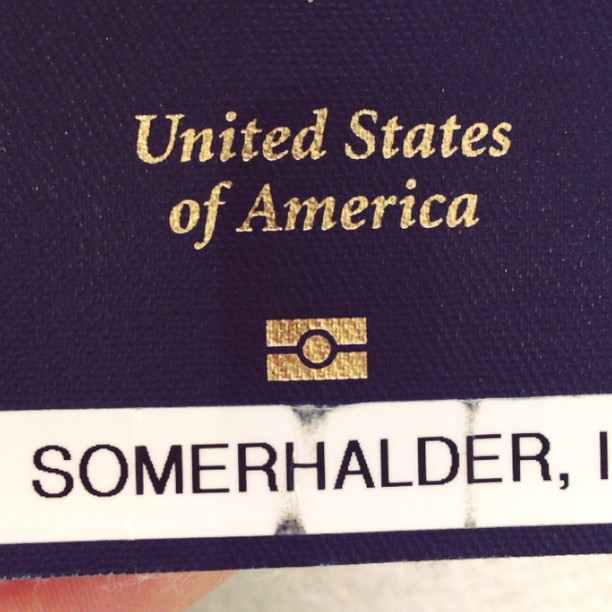 United States
of America
SOMERHALDER, I